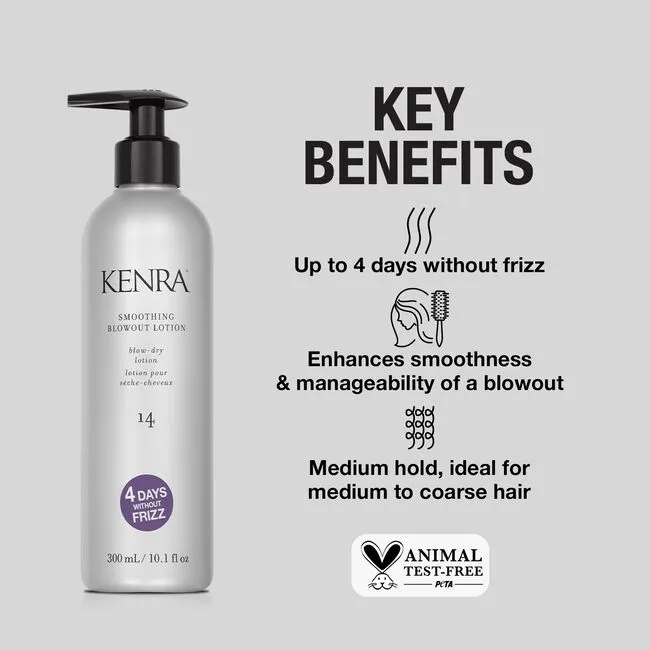 KENRA®
SMOOTHING
BLOWOUT LOTION
blow-dry
lotion
lotion pour
sèche-cheveux
14
4 DAYS
WITHOUT
FRIZZ
300 mL/ 10.1 fl oz
KEY
BENEFITS
Up to 4 days without frizz
Enhances smoothness
& manageability of a blowout
Medium hold, ideal for
medium to coarse hair
ANIMAL
TEST-FREE
PETA